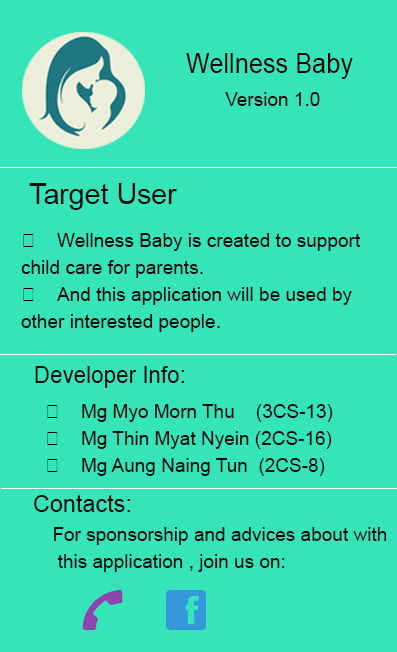 Wellness Baby
Version 1.0
Target User
Wellness Baby is created to support
child care for parents.
And this application will be used by
other interested people.
Developer Info:
Mg Myo Morn Thu (3CS-13)
Mg Thin Myat Nyein (2CS-16)
Mg Aung Naing Tun (2CS-8)
Contacts:
For sponsorship and advices about with
this application , join us on: